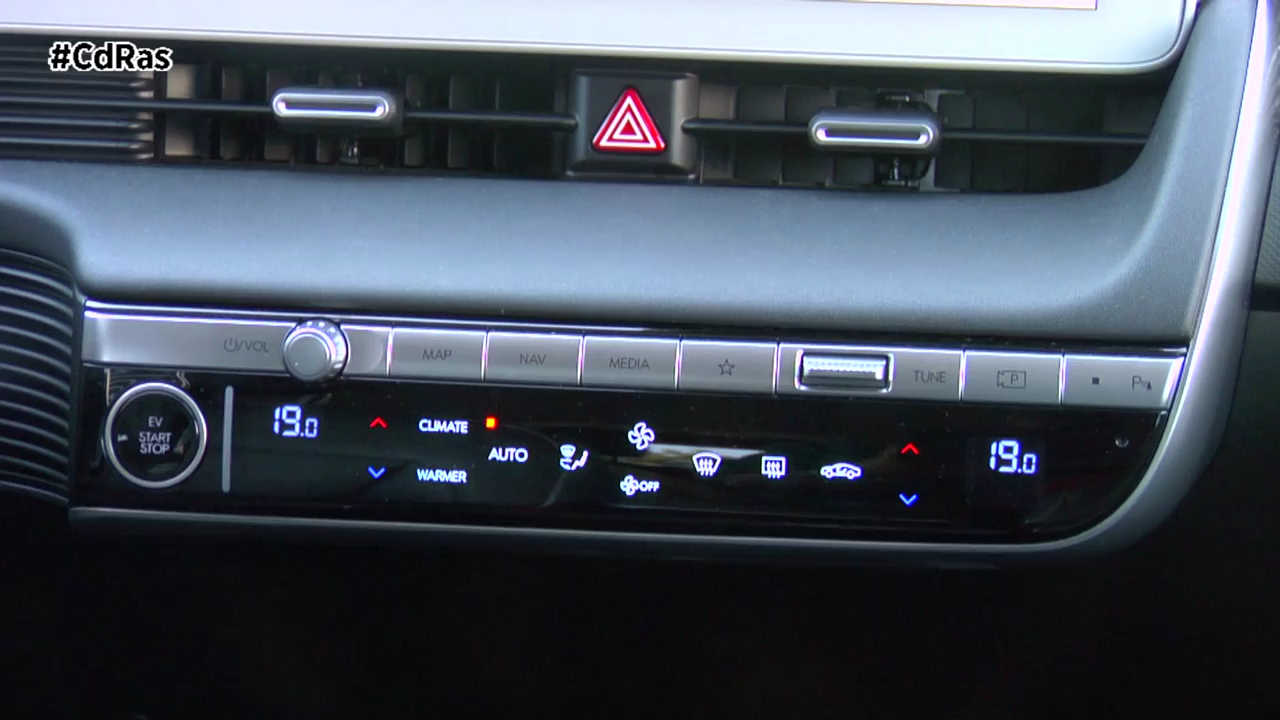 #CdRas
⏻/VOL
MAP
NAV
MEDIA
TUNE
P
P
EV
START
STOP
19.0
CLIMATE
WARMER
AUTO
OFF
19.0